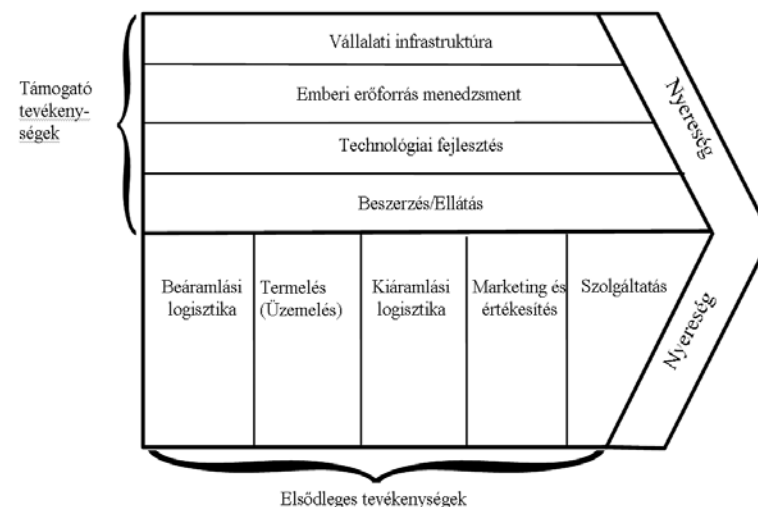 Vállalati infrastruktúra
Támogató
tevékeny-
ségek
Emberi erőforrás menedzsment
Technológiai fejlesztés
Beszerzés/Ellátás
Nyereség
Beáramlási
logisztika
Termelés
(Üzemelés)
Kiáramlási
logisztika
Marketing és
értékesítés
Szolgáltatás
Nyereség
Elsődleges tevékenységek